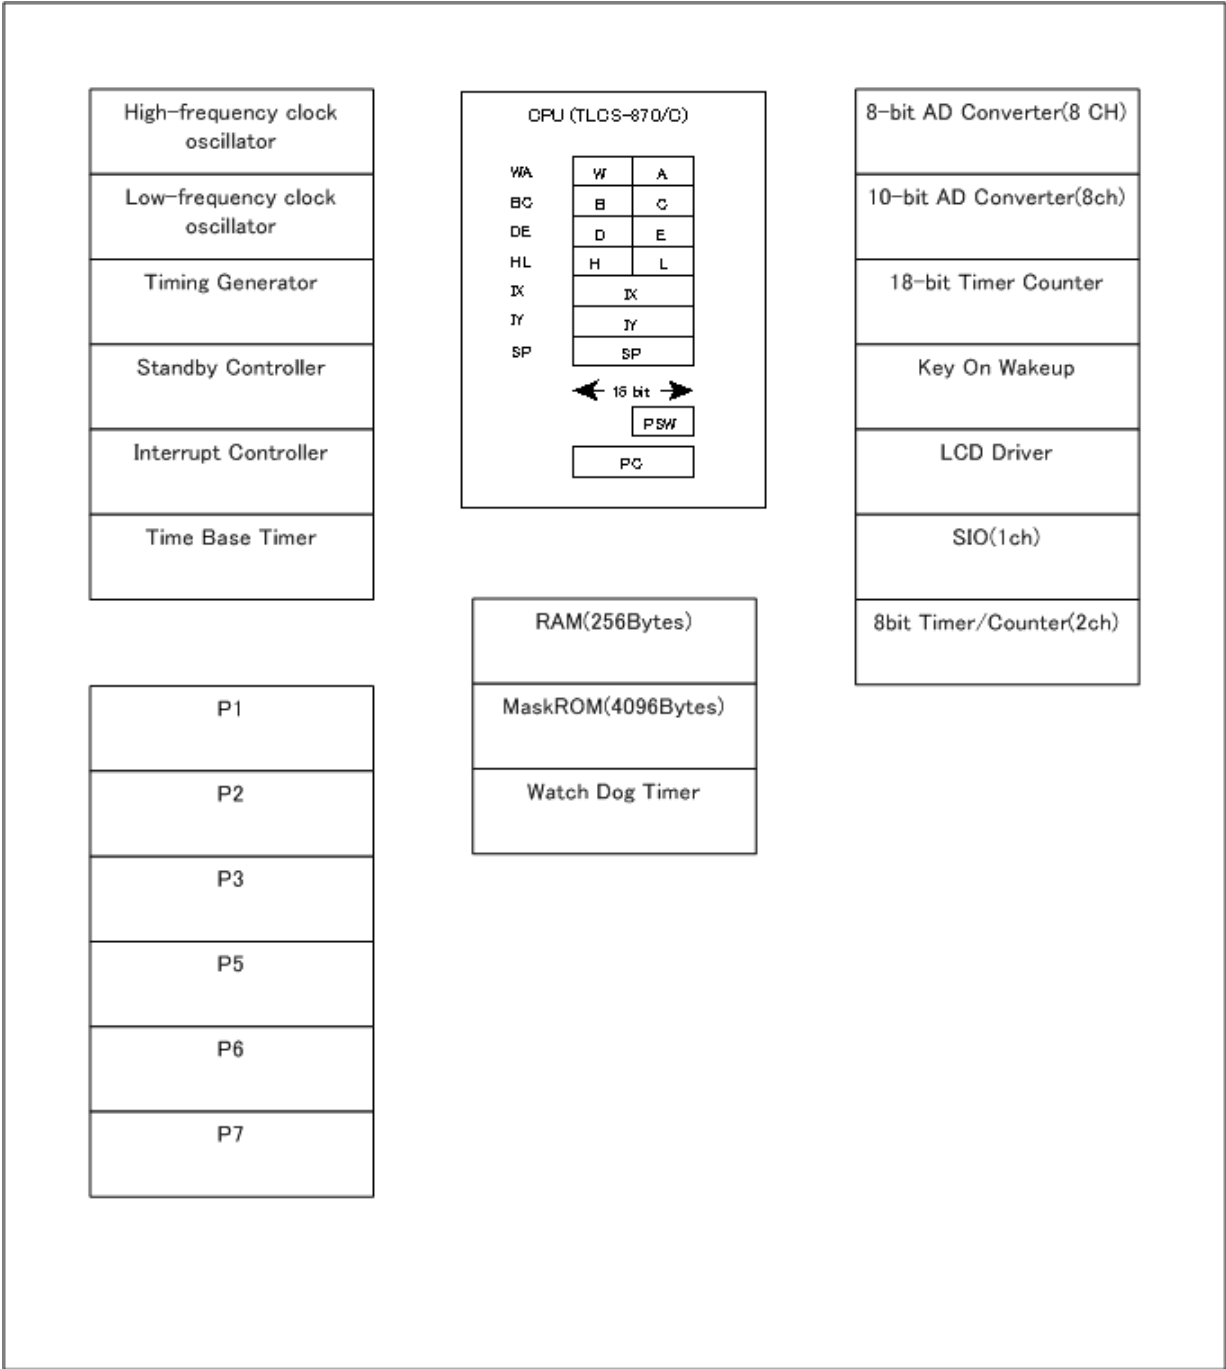 High-frequency clock
oscillator
Low-frequency clock
oscillator
Timing Generator
Standby Controller
Interrupt Controller
Time Base Timer
P1
P2
P3
P5
P6
P7
CPU (TLCS-870/C)
WA W A
BC B C
DE D E
HL H L
IX IX
IY IY
SP SP
16 bit
PSW
PC
RAM(256Bytes)
MaskROM(4096Bytes)
Watch Dog Timer
8-bit AD Converter(8 CH)
10-bit AD Converter(8ch)
18-bit Timer Counter
Key On Wakeup
LCD Driver
SIO(1ch)
8bit Timer/Counter(2ch)